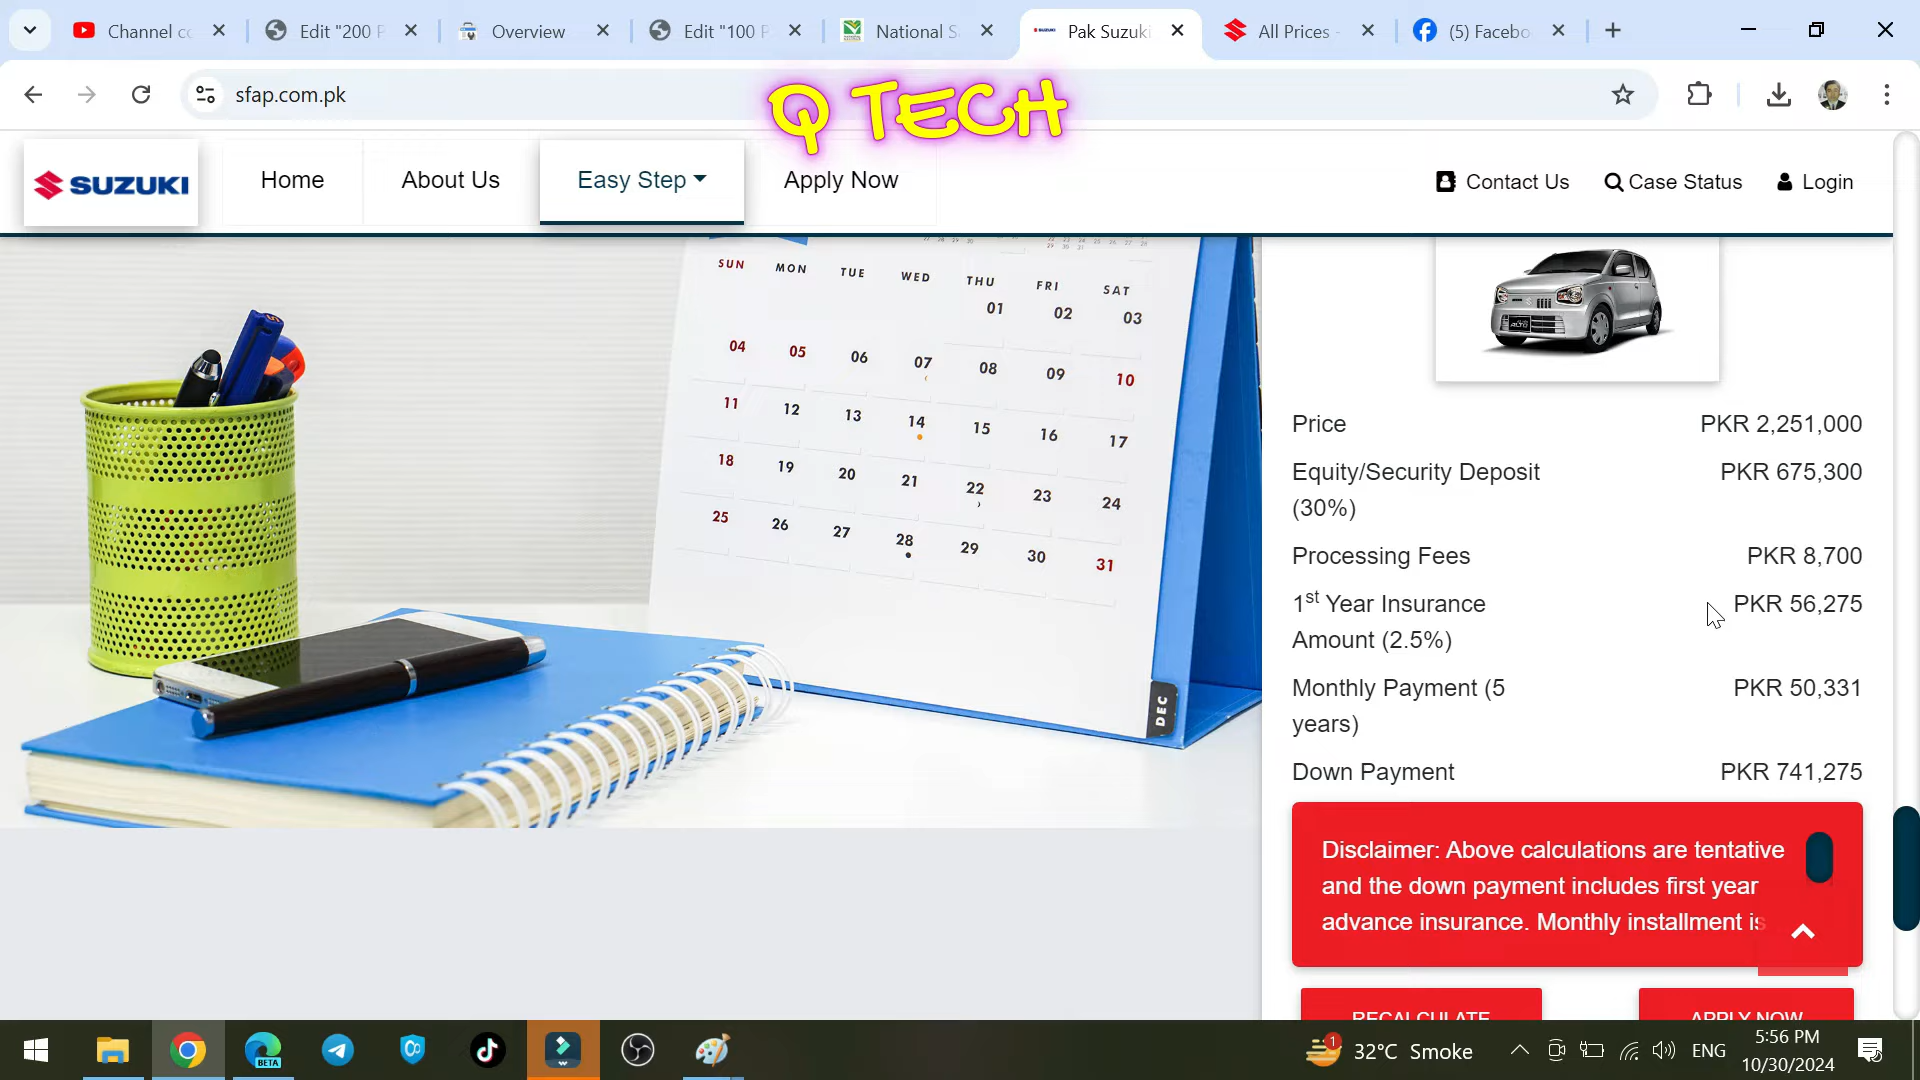 Channel co
Edit "200 P
Overview
Edit "100 P
National S
Pak Suzuki
All Prices -
(5) Facebo
sfap.com.pk
Q TECH
SUZUKI
Home
About Us
Easy Step
Apply Now
Contact Us
Case Status
Login
SUN MON TUE WED THU FRI SAT
01 02 03
04 05 06 07 08 09 10
11 12 13 14 15 16 17
18 19 20 21 22 23 24
25 26 27 28 29 30 31
DEC
ALTO
Price PKR 2,251,000
Equity/Security Deposit PKR 675,300
(30%)
Processing Fees PKR 8,700
1st Year Insurance PKR 56,275
Amount (2.5%)
Monthly Payment (5 PKR 50,331
years)
Down Payment PKR 741,275
Disclaimer: Above calculations are tentative
and the down payment includes first year
advance insurance. Monthly installment is
RECALCULATE
APPLY NOW
BETA
1
32°C Smoke
ENG
5:56 PM
10/30/2024